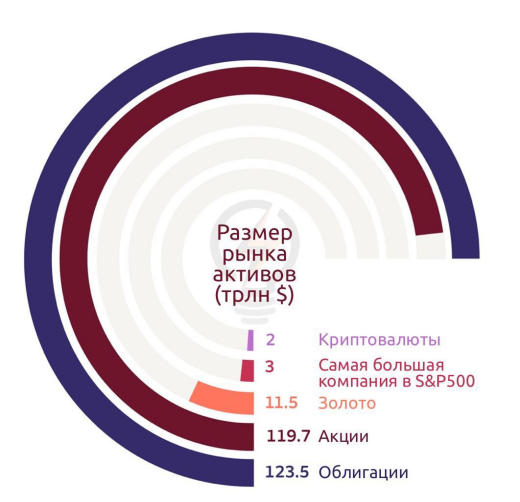 Размер
рынка
активов
(трлн $)
2 Криптовалюты
3 Самая большая
компания в S&P500
11.5 Золото
119.7 Акции
123.5 Облигации